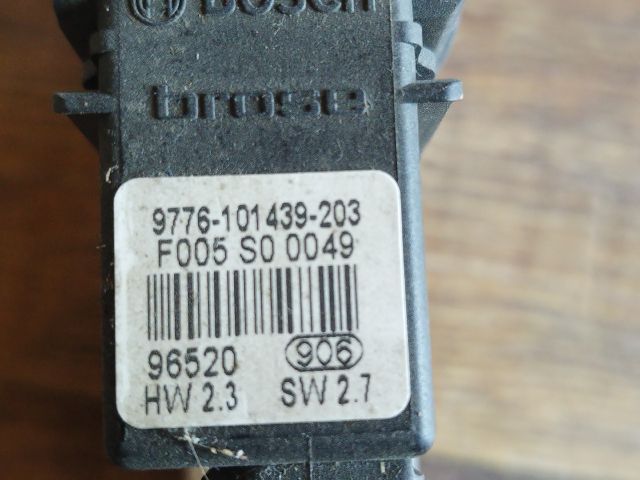 BOSCH
brose
9776-101439-203
F005 S0 0049
96520 906
HW 2.3 SW 2.7